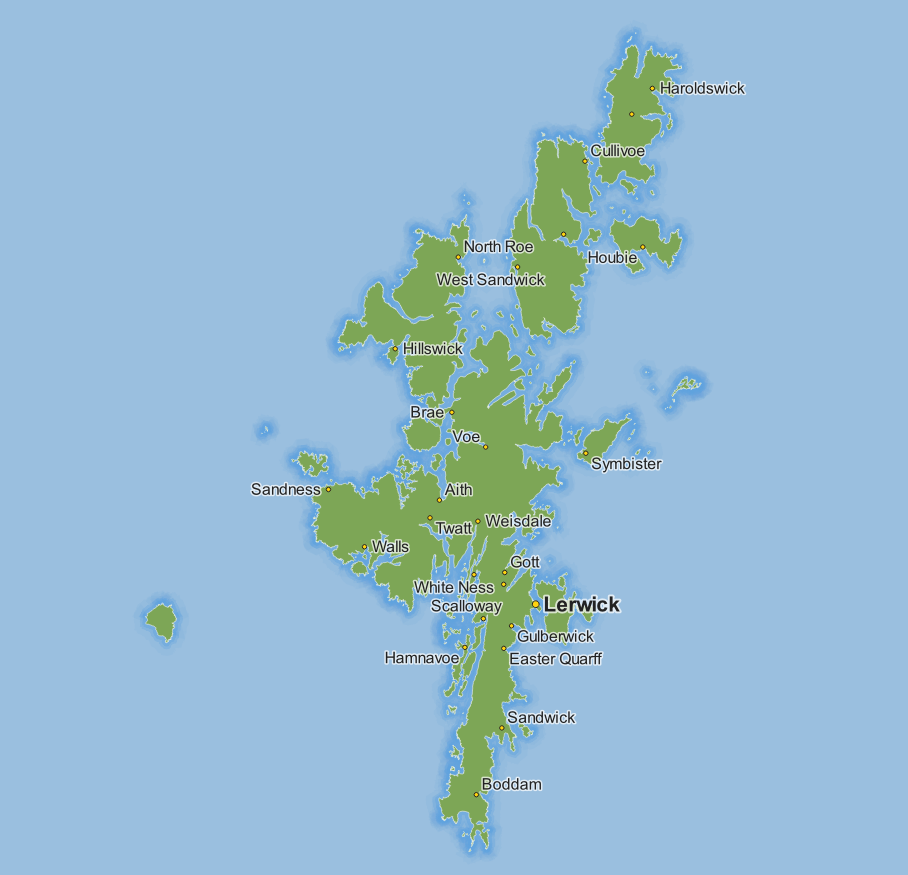 Haroldswick
Cullivoe
North Roe
Houbie
West Sandwick
Hillswick
Brae
Voe
Symbister
Sandness
Aith
Weisdale
Twatt
Walls
Gott
White Ness
Lerwick
Scalloway
Gulberwick
Hamnavoe
Easter Quarff
Sandwick
Boddam